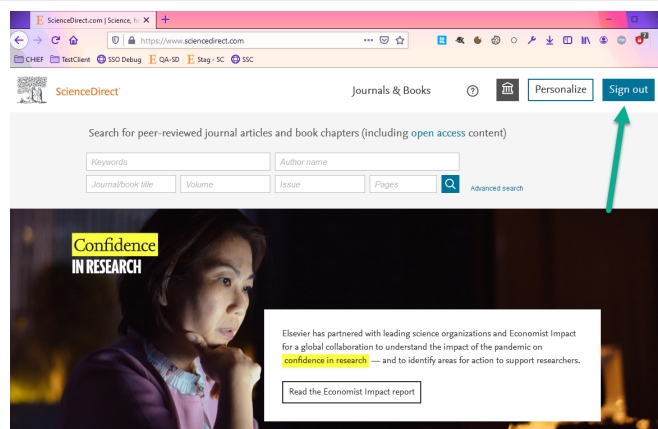 ScienceDirect.com | Science, he
https://www.sciencedirect.com
CHIEF TestClient SSO Debug QA-SD Stag - SC SSC
ScienceDirect
Journals & Books
Personalize
Sign out
Search for peer-reviewed journal articles and book chapters (including open access content)
Keywords Author name
Journal/book title Volume Issue Pages Advanced search
Confidence
IN RESEARCH
Elsevier has partnered with leading science organizations and Economist Impact
for a global collaboration to understand the impact of the pandemic on
confidence in research — and to identify areas for action to support researchers.
Read the Economist Impact report